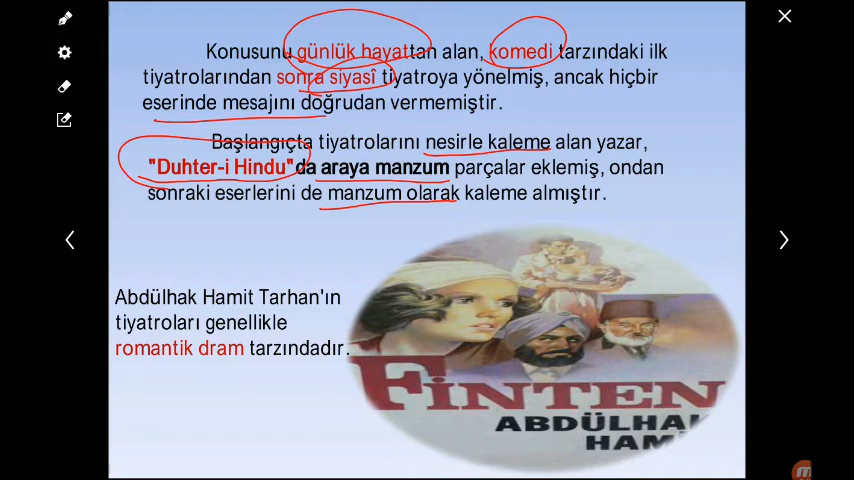 Konusunu günlük hayattan alan, komedi tarzındaki ilk
tiyatrolarından sonra siyasî tiyatroya yönelmiş, ancak hiçbir
eserinde mesajını doğrudan vermemiştir.
Başlangıçta tiyatrolarını nesirle kaleme alan yazar,
"Duhter-i Hindu"da araya manzum parçalar eklemiş, ondan
sonraki eserlerini de manzum olarak kaleme almıştır.
Abdülhak Hamit Tarhan'ın
tiyatroları genellikle
romantik dram tarzındadır.
FİNTEN
ABDÜLHAK
HAMİ